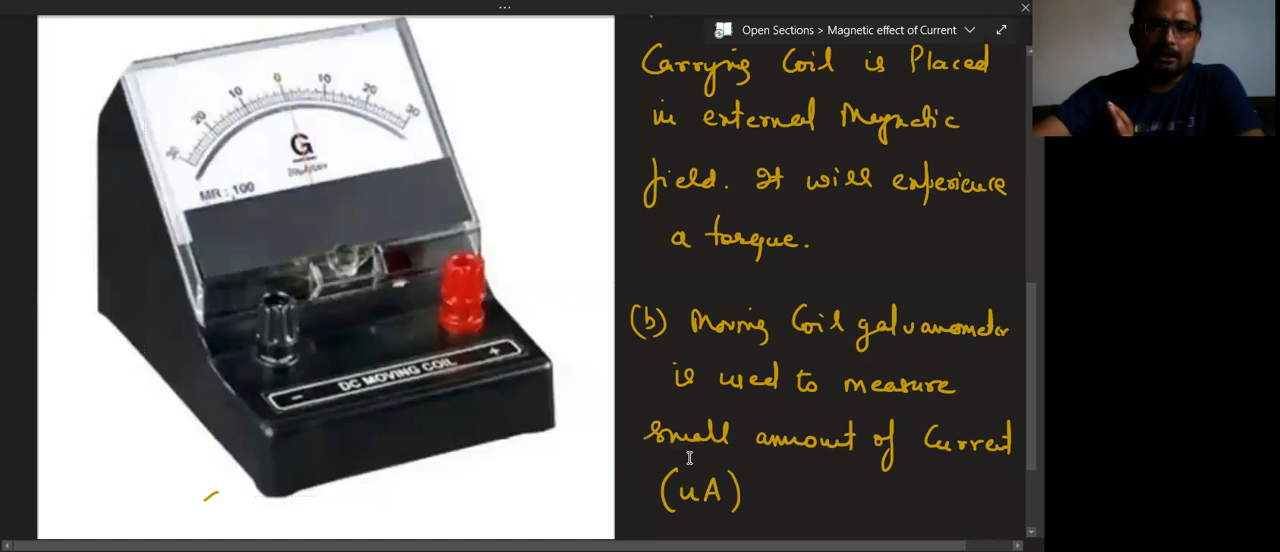 Open Sections > Magnetic effect of Current
Carrying Coil is Placed
in external Magnetic
field. It will experience
a torque.
(b) Moving Coil galvanometer
is used to measure
small amount of Current
(uA)
30 20 10 0 10 20 30
G
MR : 100
DC MOVING COIL
- +